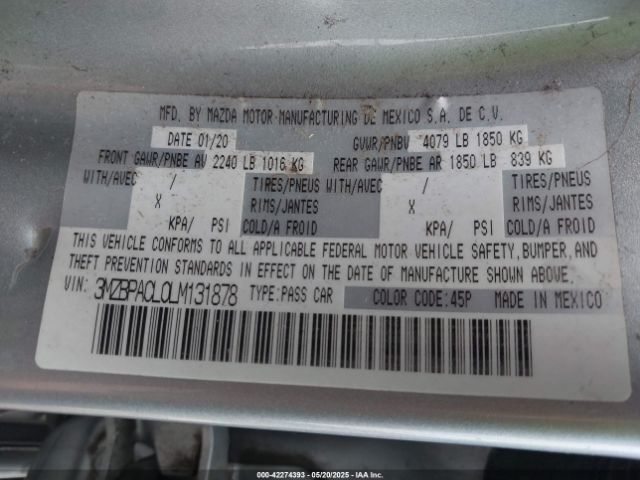 MFD. BY MAZDA MOTOR MANUFACTURING DE MEXICO S.A. DE C.V.
DATE 01/20 GVWR/PNBV 4079 LB 1850 KG
FRONT GAWR/PNBE AV 2240 LB 1016 KG REAR GAWR/PNBE AR 1850 LB 839 KG
WITH/AVEC / TIRES/PNEUS WITH/AVEC / TIRES/PNEUS
X RIMS/JANTES X RIMS/JANTES
KPA/ PSI COLD/A FROID KPA/ PSI COLD/A FROID
THIS VEHICLE CONFORMS TO ALL APPLICABLE FEDERAL MOTOR VEHICLE SAFETY, BUMPER, AND
THEFT PREVENTION STANDARDS IN EFFECT ON THE DATE OF MANUFACTURE SHOWN ABOVE.
VIN: 3MZBPACL0LM131878 TYPE:PASS CAR COLOR CODE:45P MADE IN MEXICO
000-42274393 — 05/20/2025 — IAA Inc.